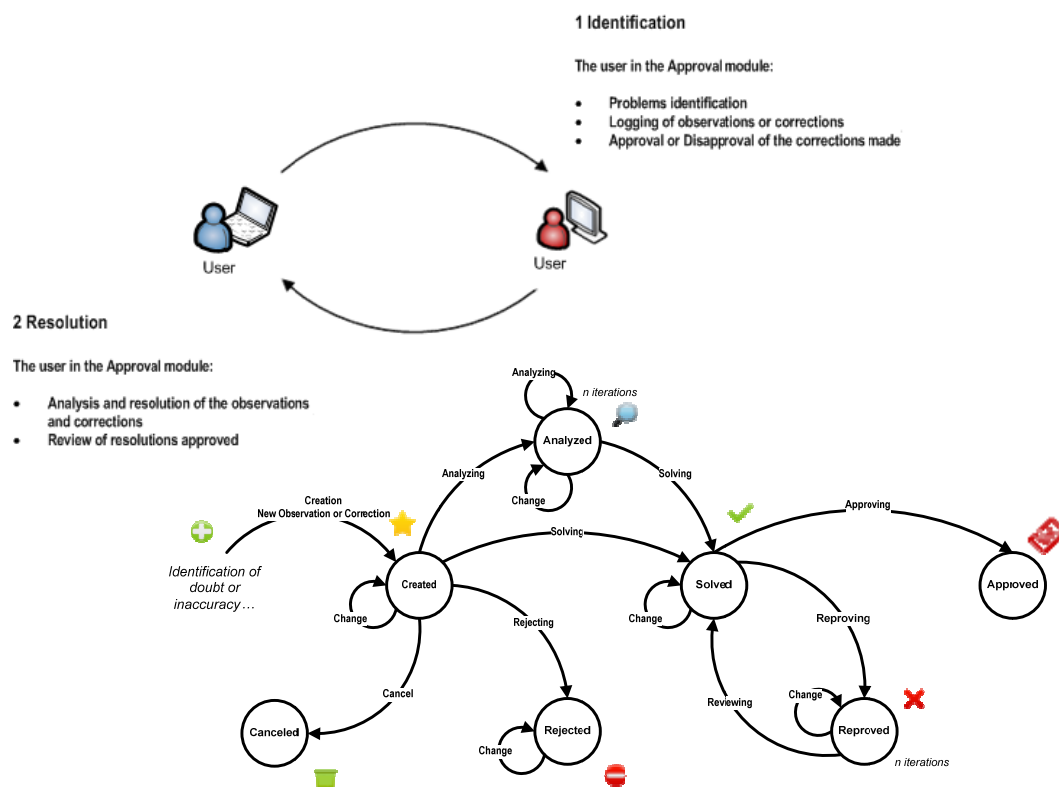 1 Identification
The user in the Approval module:
• Problems identification
• Logging of observations or corrections
• Approval or Disapproval of the corrections made
User
User
2 Resolution
The user in the Approval module:
• Analysis and resolution of the observations
and corrections
• Review of resolutions approved
Analyzing
n iterations
Analyzed
Analyzing
Solving
Change
Creation
New Observation or Correction
Approving
Solving
Identification of
doubt or
inaccuracy...
Created
Solved
Approved
Change
Rejecting
Change
Reproving
Cancel
Change
Reviewing
Canceled
Rejected
Reproved
Change
n iterations